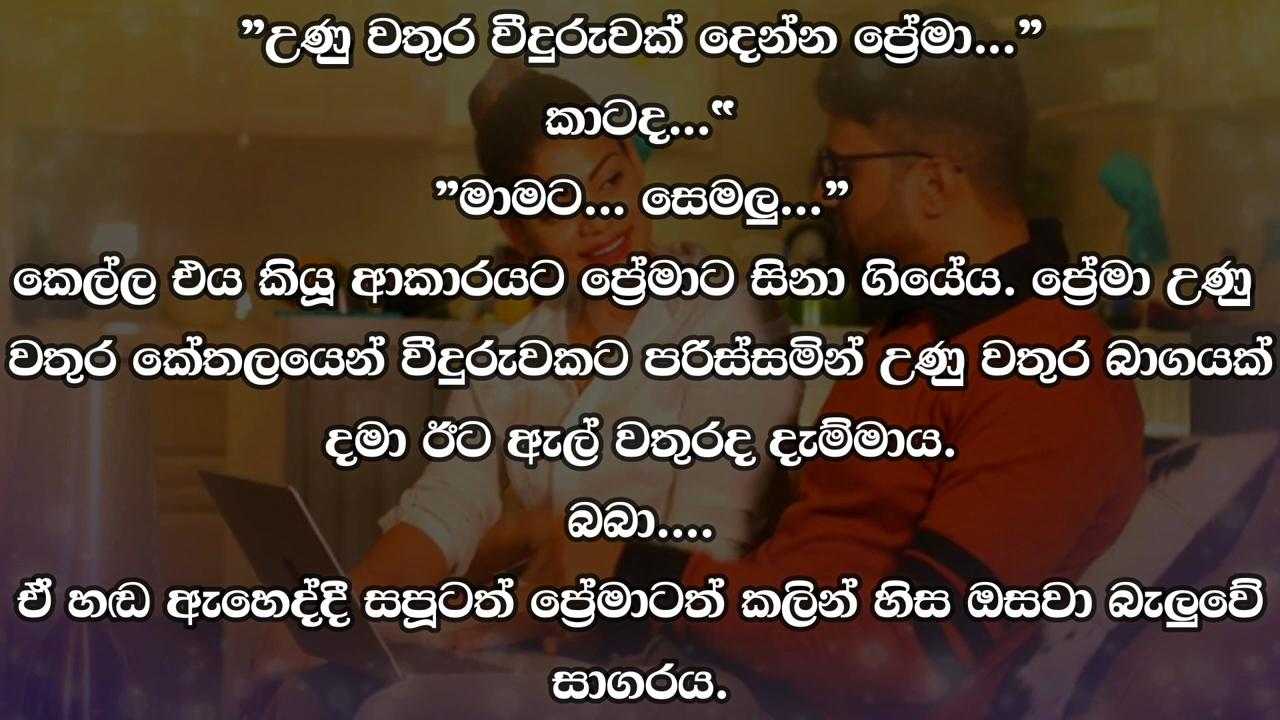 ”උණු වතුර වීදුරුවක් දෙන්න ප්‍රේමා...”
කාටද...“
”මාමට... සෙමලු...”
කෙල්ල එය කියූ ආකාරයට ප්‍රේමාට සිනා ගියේය. ප්‍රේමා උණු
වතුර කේතලයෙන් වීදුරුවකට පරිස්සමින් උණු වතුර බාගයක්
දමා ඊට ඇල් වතුරද දැම්මාය.
බබා....
ඒ හඬ ඇහෙද්දී සපූටත් ප්‍රේමාටත් කලින් හිස ඔසවා බැලුවේ
සාගරය.